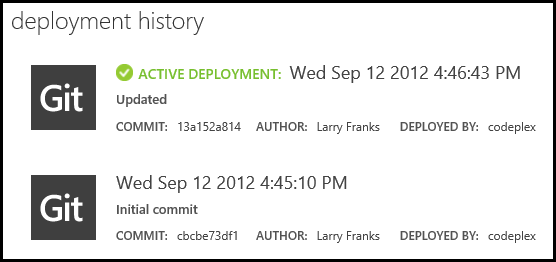 deployment history
Git
ACTIVE DEPLOYMENT: Wed Sep 12 2012 4:46:43 PM
Updated
COMMIT: 13a152a814 AUTHOR: Larry Franks DEPLOYED BY: codeplex
Git
Wed Sep 12 2012 4:45:10 PM
Initial commit
COMMIT: cbcbe73df1 AUTHOR: Larry Franks DEPLOYED BY: codeplex